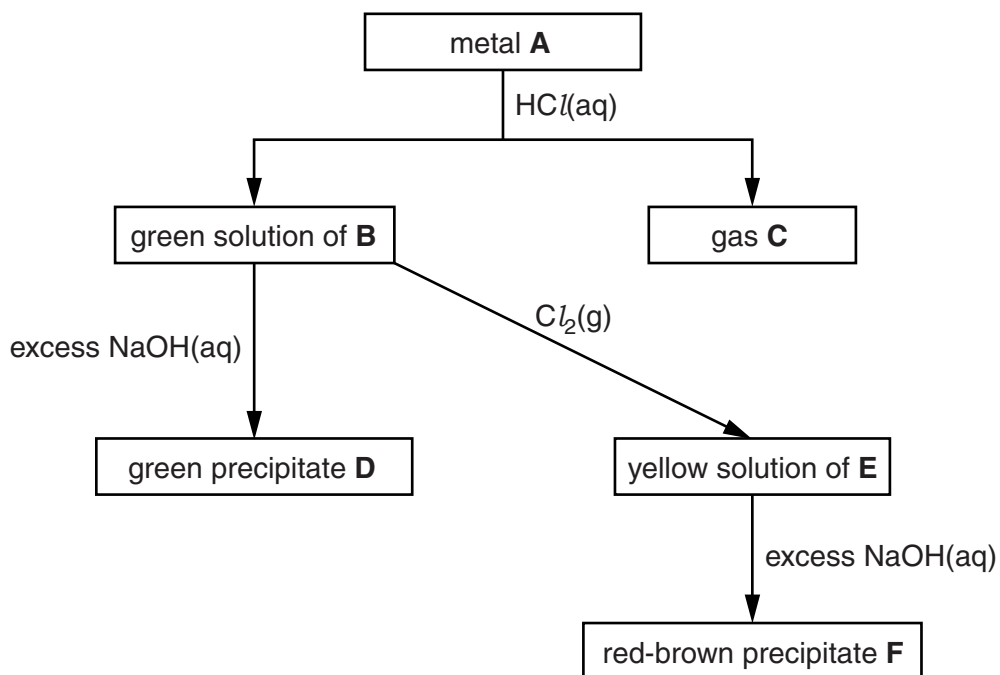 metal A
HCl(aq)
green solution of B
gas C
Cl₂(g)
excess NaOH(aq)
green precipitate D
yellow solution of E
excess NaOH(aq)
red-brown precipitate F